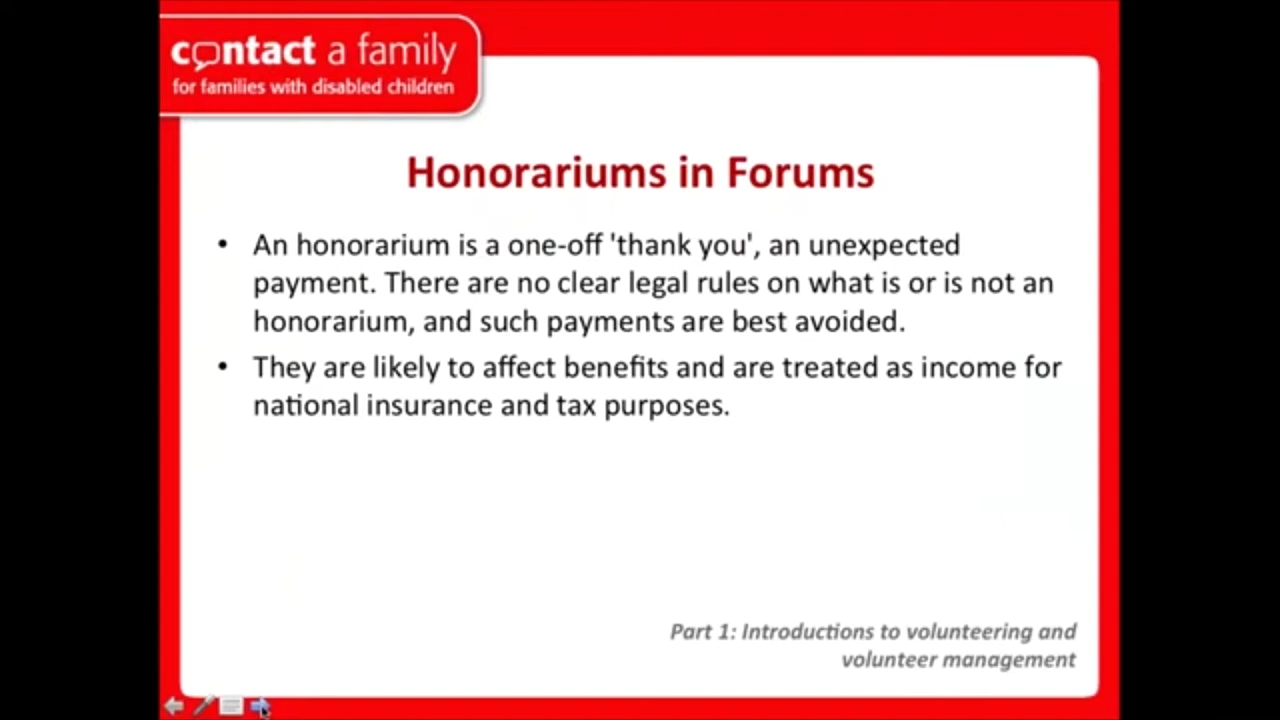 contact a family
for families with disabled children
Honorariums in Forums
• An honorarium is a one-off 'thank you', an unexpected
payment. There are no clear legal rules on what is or is not an
honorarium, and such payments are best avoided.
• They are likely to affect benefits and are treated as income for
national insurance and tax purposes.
Part 1: Introductions to volunteering and
volunteer management